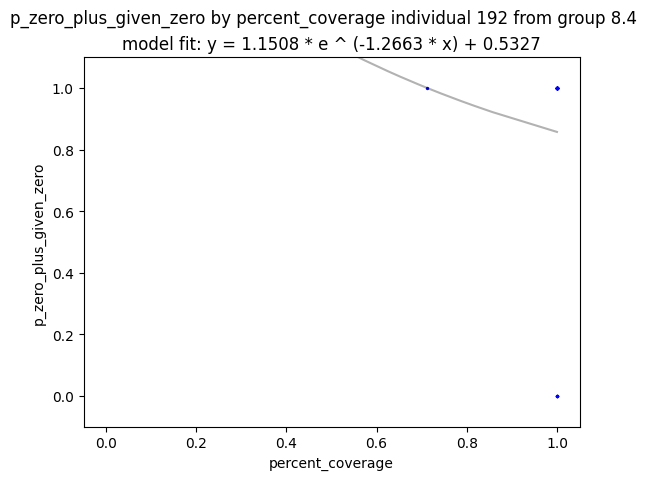 p_zero_plus_given_zero by percent_coverage individual 192 from group 8.4
model fit: y = 1.1508 * e ^ (-1.2663 * x) + 0.5327
1.0
0.8
0.6
0.4
0.2
0.0
p_zero_plus_given_zero
0.0 0.2 0.4 0.6 0.8 1.0
percent_coverage